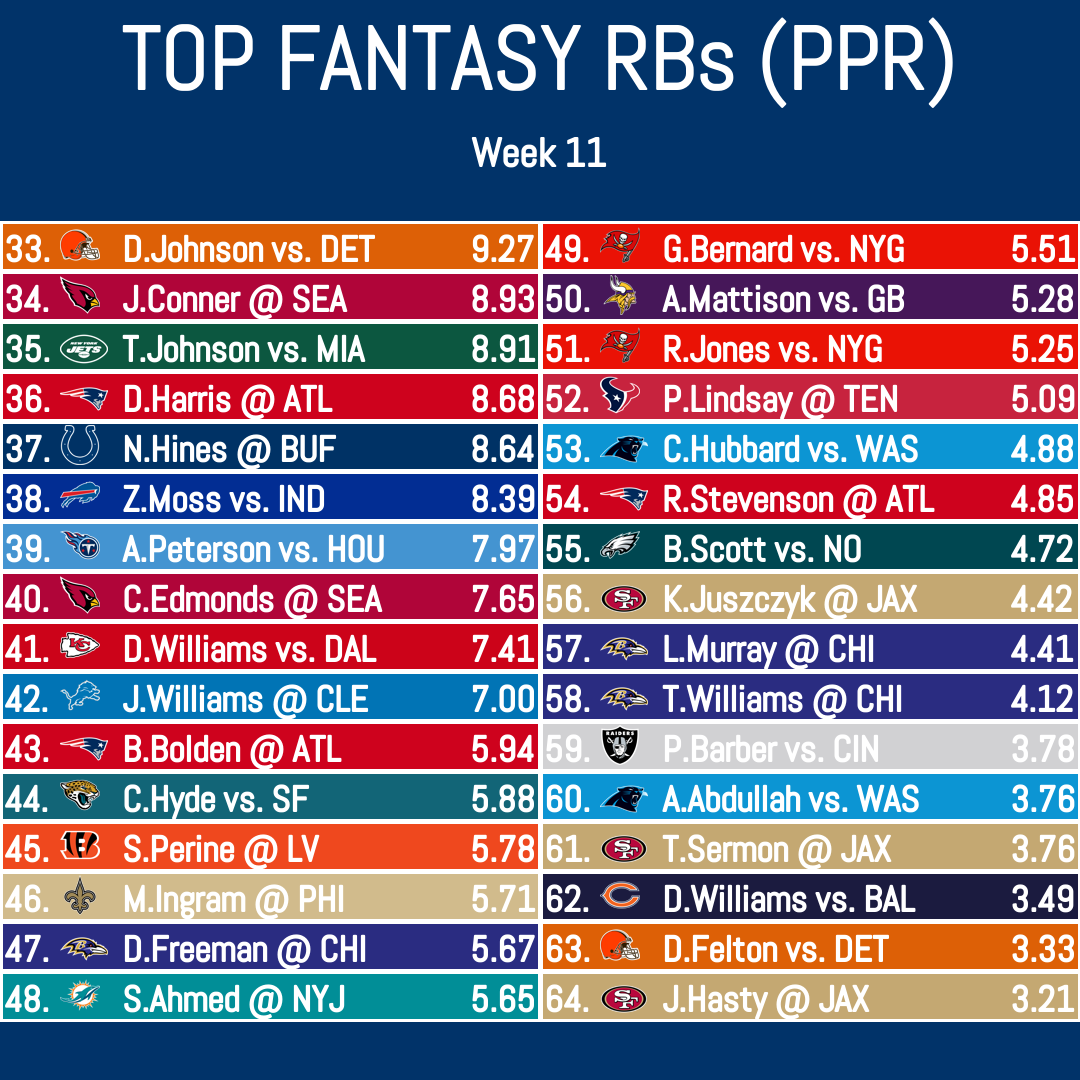 TOP FANTASY RBs (PPR)
Week 11
33. D.Johnson vs. DET 9.27
34. J.Conner @ SEA 8.93
35. NEW YORK JETS T.Johnson vs. MIA 8.91
36. D.Harris @ ATL 8.68
37. N.Hines @ BUF 8.64
38. Z.Moss vs. IND 8.39
39. T A.Peterson vs. HOU 7.97
40. C.Edmonds @ SEA 7.65
41. KC D.Williams vs. DAL 7.41
42. J.Williams @ CLE 7.00
43. B.Bolden @ ATL 5.94
44. C.Hyde vs. SF 5.88
45. S.Perine @ LV 5.78
46. M.Ingram @ PHI 5.71
47. B D.Freeman @ CHI 5.67
48. S.Ahmed @ NYJ 5.65
49. G.Bernard vs. NYG 5.51
50. A.Mattison vs. GB 5.28
51. R.Jones vs. NYG 5.25
52. P.Lindsay @ TEN 5.09
53. C.Hubbard vs. WAS 4.88
54. R.Stevenson @ ATL 4.85
55. B.Scott vs. NO 4.72
56. SF K.Juszczyk @ JAX 4.42
57. B L.Murray @ CHI 4.41
58. B T.Williams @ CHI 4.12
59. RAIDERS P.Barber vs. CIN 3.78
60. A.Abdullah vs. WAS 3.76
61. SF T.Sermon @ JAX 3.76
62. C D.Williams vs. BAL 3.49
63. D.Felton vs. DET 3.33
64. SF J.Hasty @ JAX 3.21